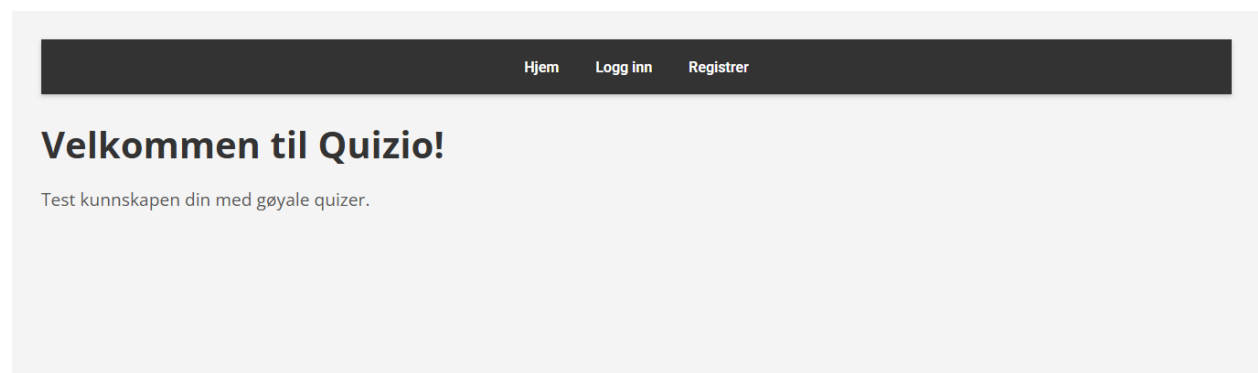 Hjem Logg inn Registrer
Velkommen til Quizio!
Test kunnskapen din med gøyale quizer.